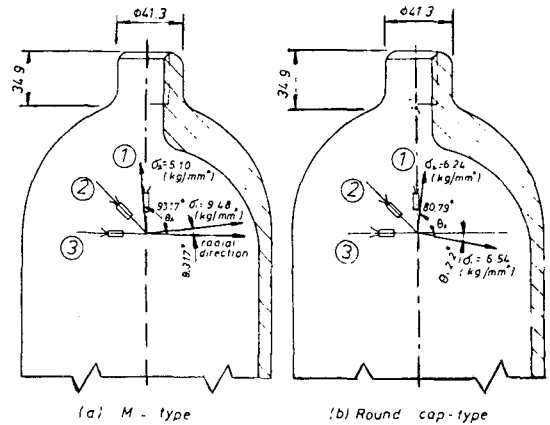 ϕ41.3
34.9
①
②
③
σ₂=5.10
(kg/mm²)
93.17°
θ₂
σ₁=9.48
(kg/mm²)
radial
direction
(a) M - type
ϕ41.3
34.9
①
②
③
σ₂=6.24
(kg/mm²)
80.79°
θ₂
σ₁=6.54
(kg/mm²)
(b) Round cap-type